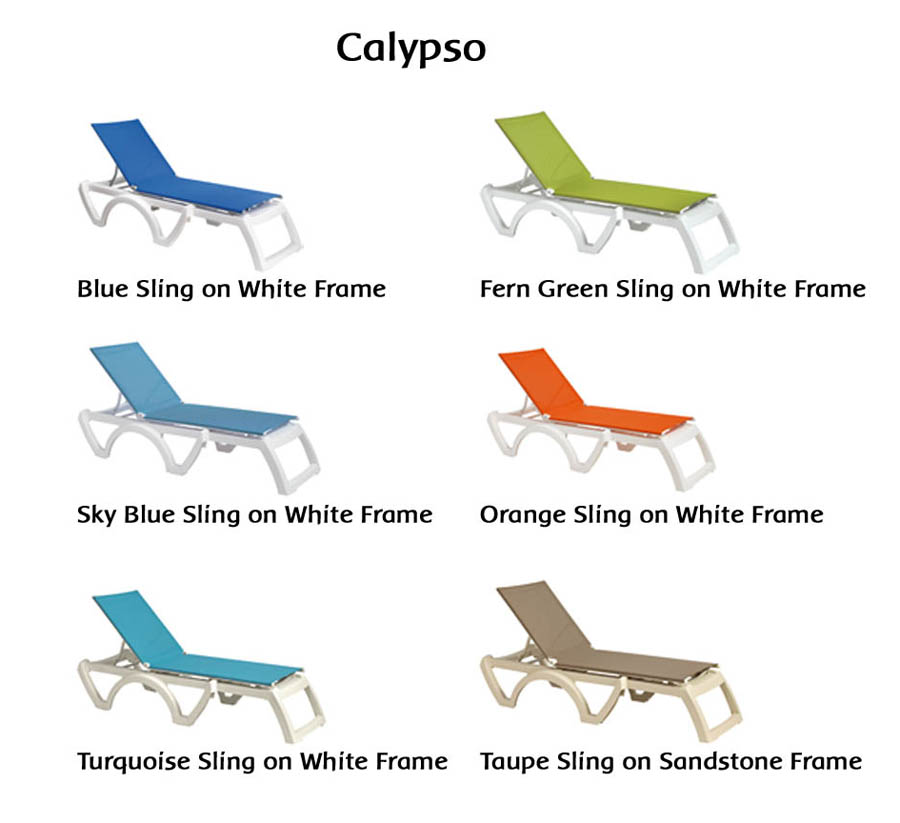 Calypso
Blue Sling on White Frame
Fern Green Sling on White Frame
Sky Blue Sling on White Frame
Orange Sling on White Frame
Turquoise Sling on White Frame
Taupe Sling on Sandstone Frame